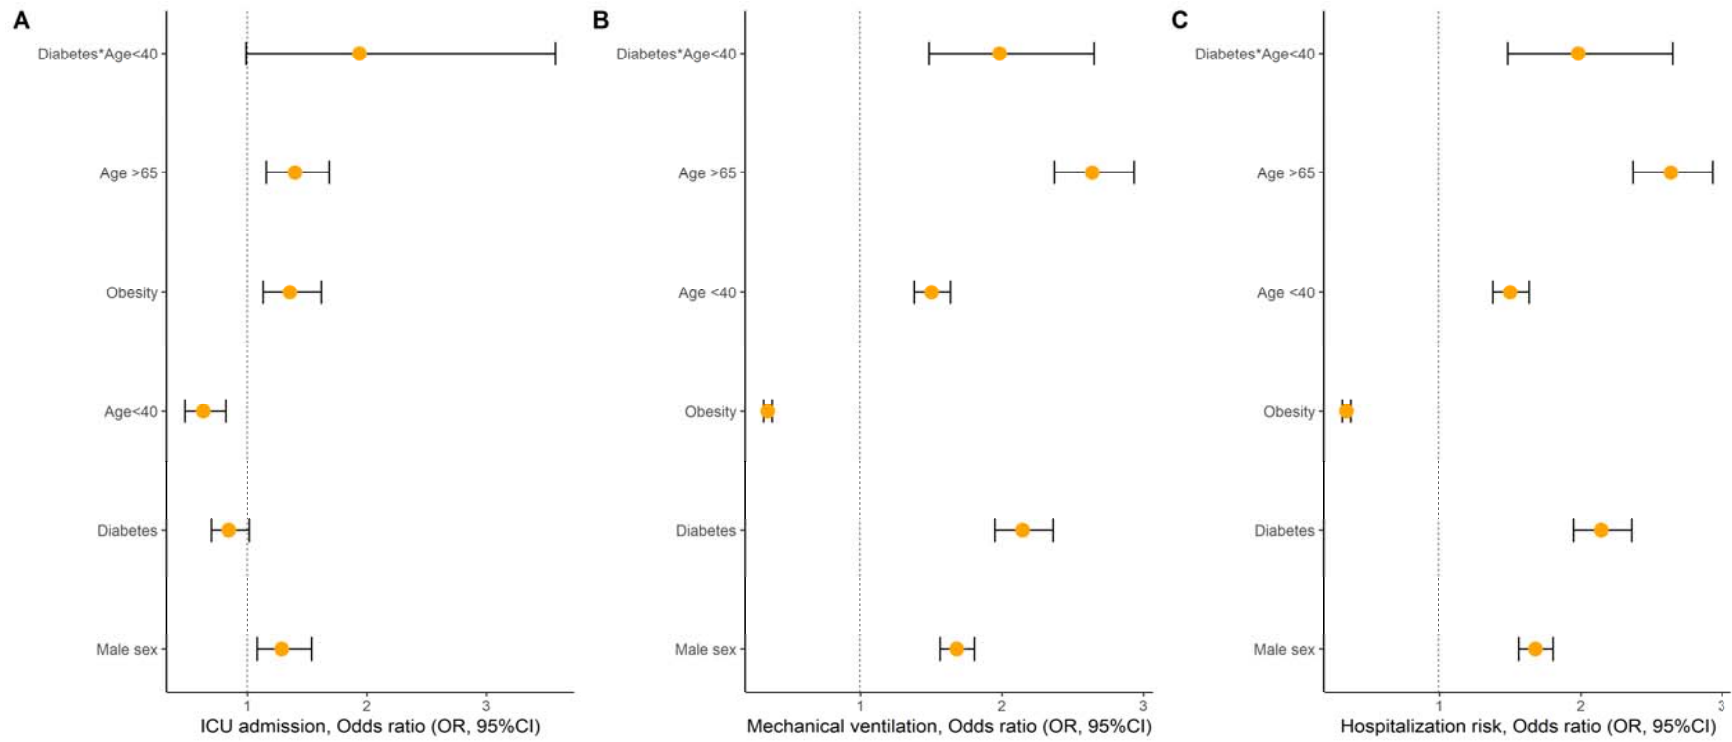 A
Diabetes*Age<40
Age >65
Obesity
Age<40
Diabetes
Male sex
1 2 3
ICU admission, Odds ratio (OR, 95%CI)
B
Diabetes*Age<40
Age >65
Age <40
Obesity
Diabetes
Male sex
1 2 3
Mechanical ventilation, Odds ratio (OR, 95%CI)
C
Diabetes*Age<40
Age >65
Age <40
Obesity
Diabetes
Male sex
1 2 3
Hospitalization risk, Odds ratio (OR, 95%CI)